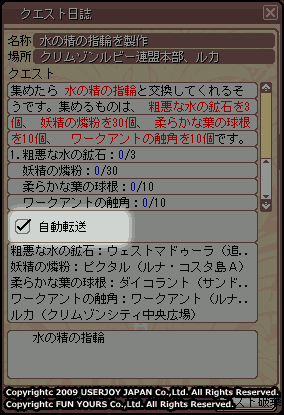 クエスト日誌
名称 水の精の指輪を製作
場所 クリムゾンルビー連盟本部、ルカ
クエスト
集めたら 水の精の指輪と交換してくれるそ
うです。集めるものは、 粗悪な水の鉱石を3
個、 妖精の燐粉を30個、 柔らかな葉の球根
を10個、 ワークアントの触角を10個です。
1.粗悪な水の鉱石：0/3
妖精の燐粉：0/30
柔らかな葉の球根：0/10
ワークアントの触角：0/10
自動転送
粗悪な水の鉱石：ウェストマドゥーラ（追‥
妖精の燐粉：ピクタル（ルナ・コスタ島A）
柔らかな葉の球根：ダイコラント（サンド‥
ワークアントの触角：ワークアント（ルナ‥
ルカ（クリムゾンシティ中央広場）
水の精の指輪
Copyrightc 2009 USERJOY JAPAN Co.,Ltd. All Rights Reserved.
Copyrightc FUN YOURS Co.,Ltd. All Rights Reserved.